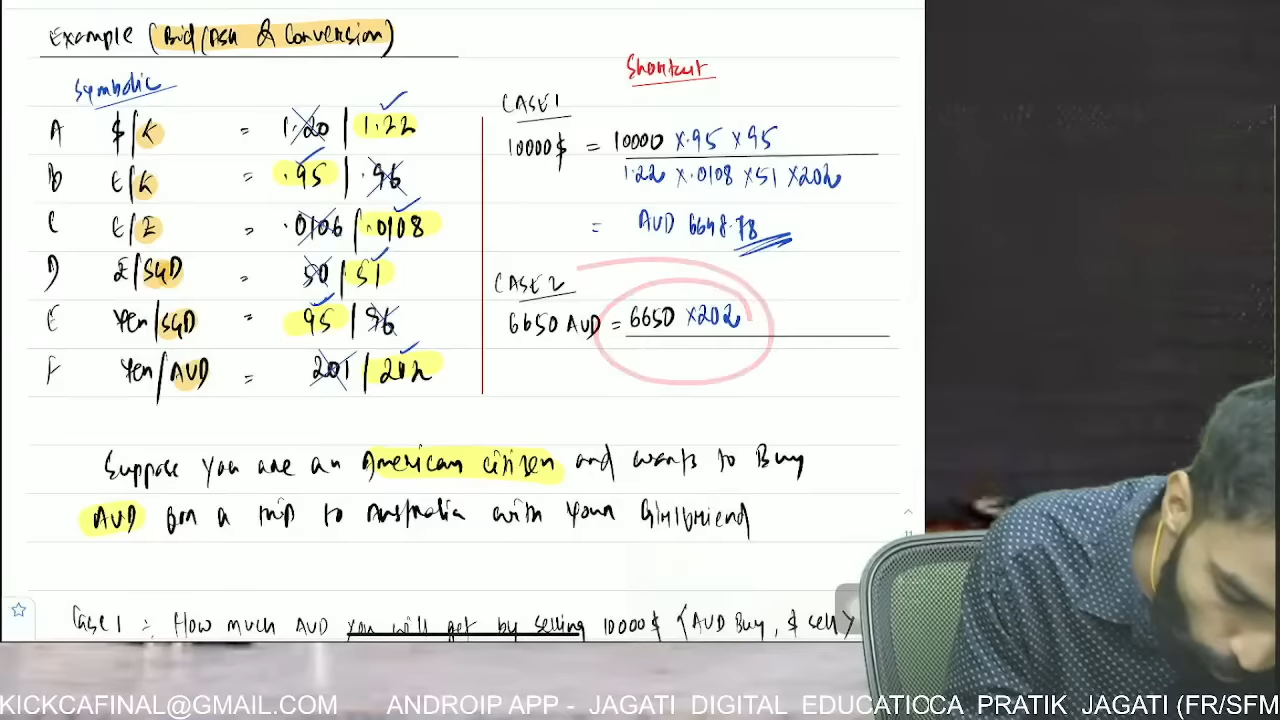 Example (Bid/Ask & Conversion)
Symbolic
Shortcut
A $/K = 1.20 | 1.22
B E/K = .95 | .96
C E/£ = .0106 | .0108
D £/SGD = 50 | 51
E Yen/SGD = 95 | 96
F Yen/AUD = 201 | 202
CASE 1
10000$ = 10000 x .95 x 95
1.22 x .0108 x 51 x 202
= AUD 6648.78
CASE 2
6650 AUD = 6650 x 202
Suppose you are an American citizen and wants to Buy
AUD for a trip to Australia with your Girlfriend
11
Case 1 :- How much AUD you will get by selling 10000$ {AUD Buy, $ sell}
KICKCAFINAL@GMAIL.COM ANDROIP APP - JAGATI DIGITAL EDUCATIOCCA PRATIK JAGATI (FR/SFM